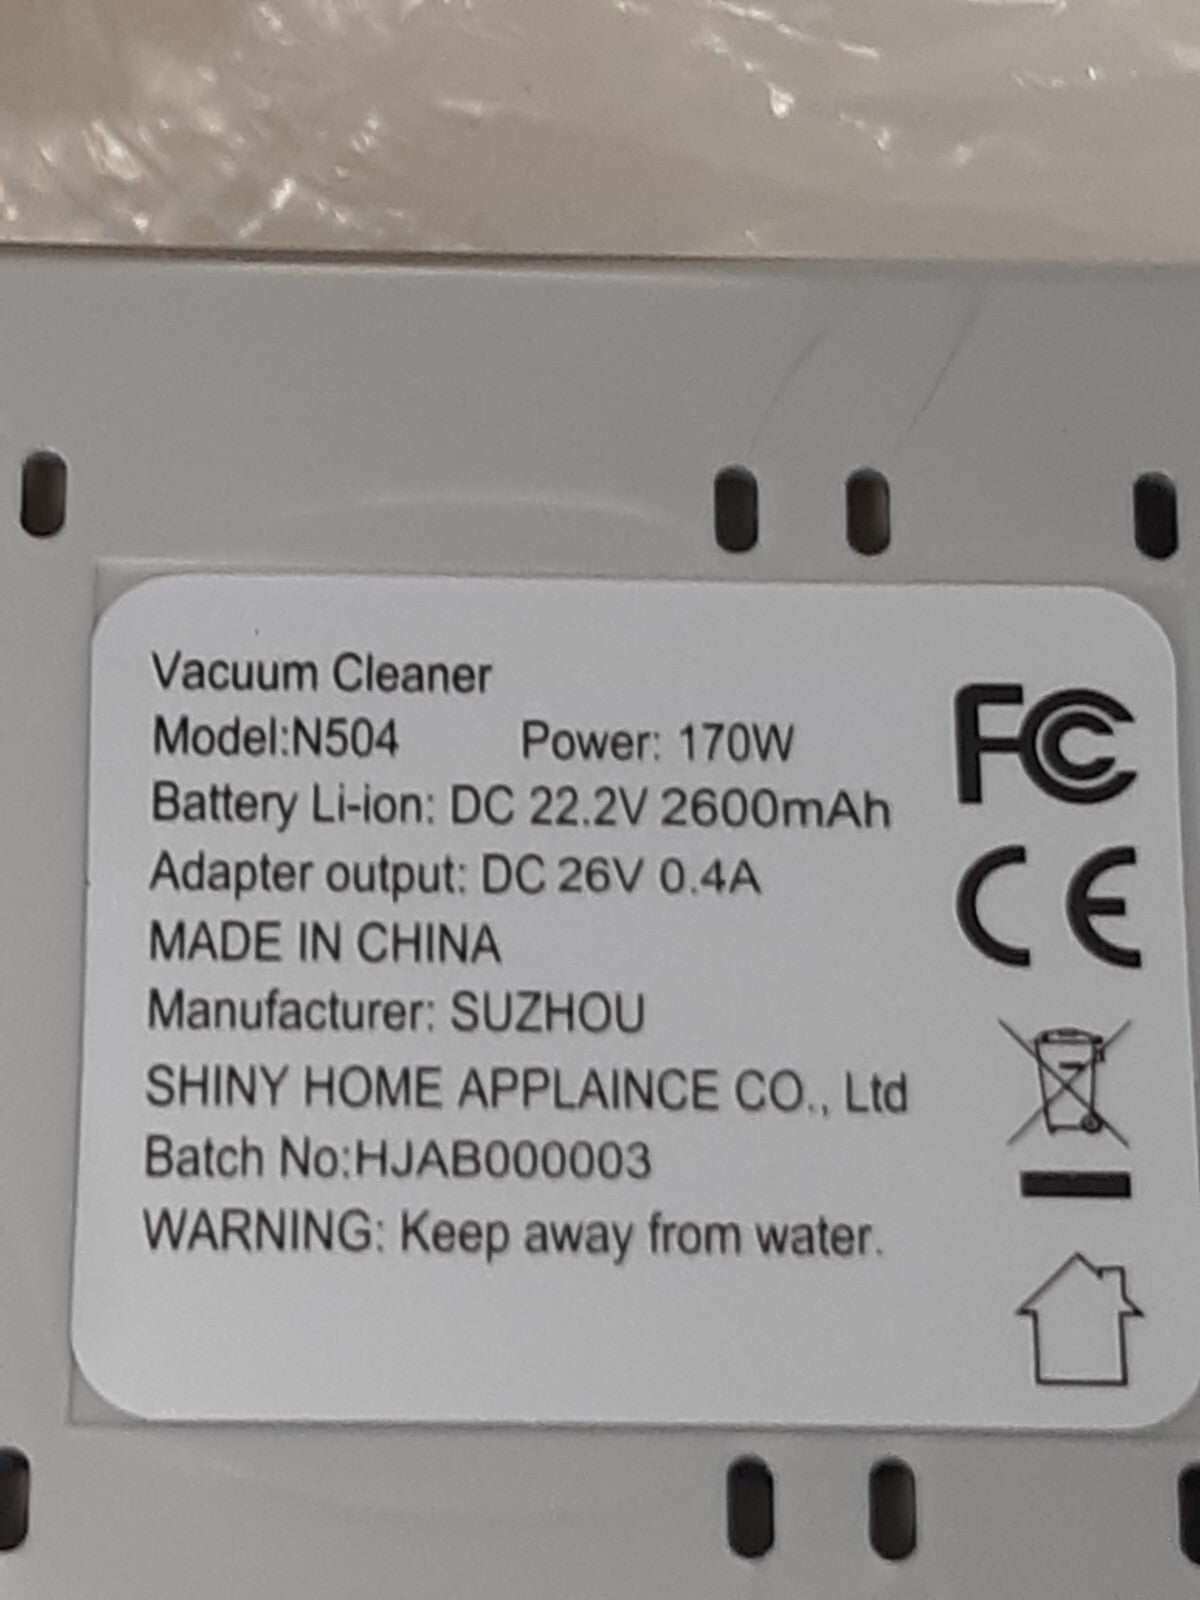 Vacuum Cleaner
Model:N504 Power: 170W
Battery Li-ion: DC 22.2V 2600mAh
Adapter output: DC 26V 0.4A
MADE IN CHINA
Manufacturer: SUZHOU
SHINY HOME APPLAINCE CO., Ltd
Batch No:HJAB000003
WARNING: Keep away from water.
FC
CE